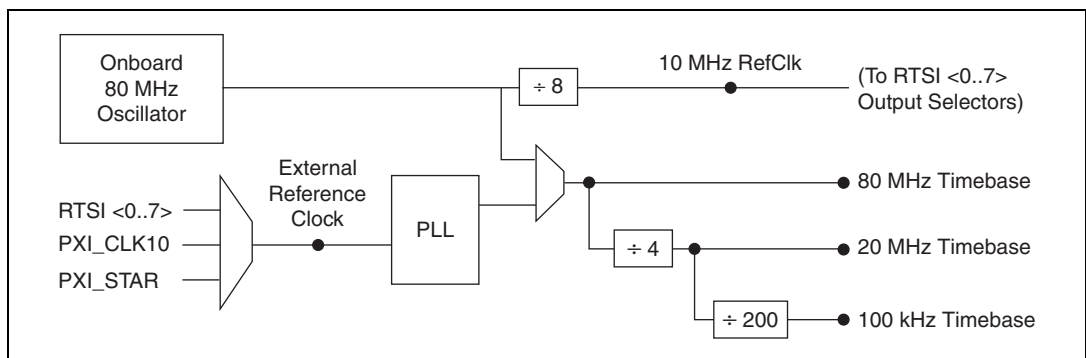 Onboard
80 MHz
Oscillator
÷ 8
10 MHz RefClk
(To RTSI <0..7>
Output Selectors)
External
Reference
Clock
RTSI <0..7>
PXI_CLK10
PXI_STAR
PLL
80 MHz Timebase
÷ 4
20 MHz Timebase
÷ 200
100 kHz Timebase